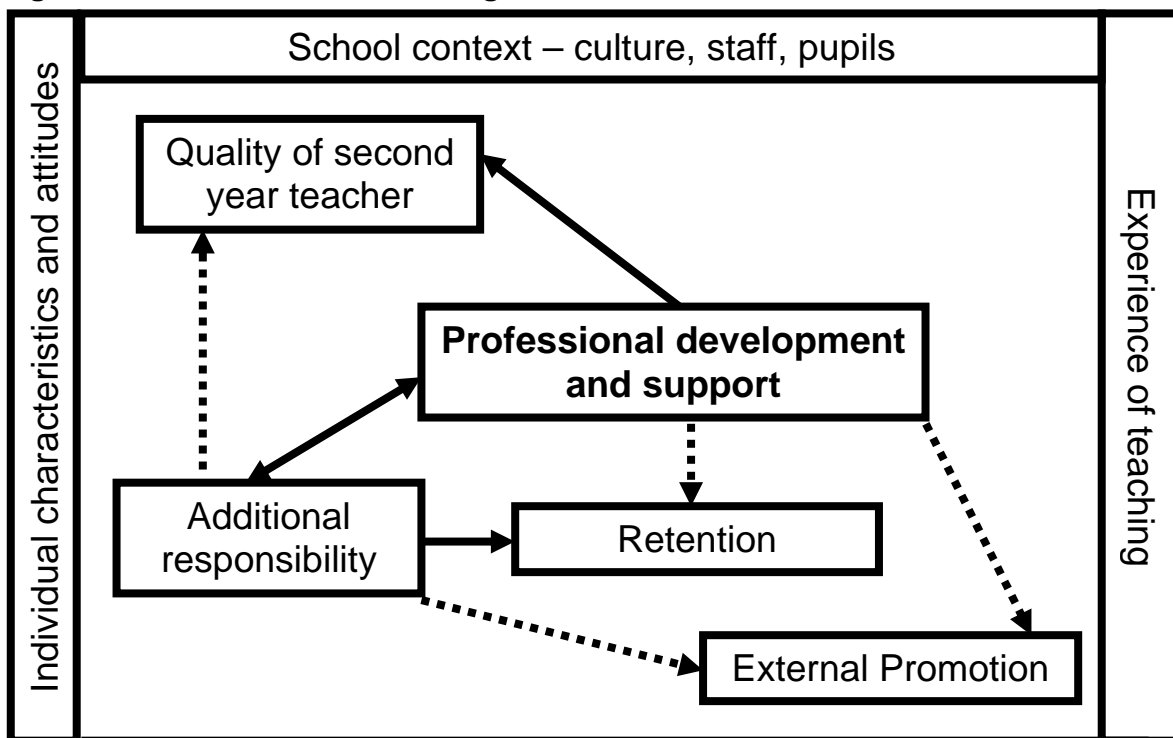 School context – culture, staff, pupils
Individual characteristics and attitudes
Quality of second
year teacher
Experience of teaching
Professional development
and support
Additional
responsibility
Retention
External Promotion